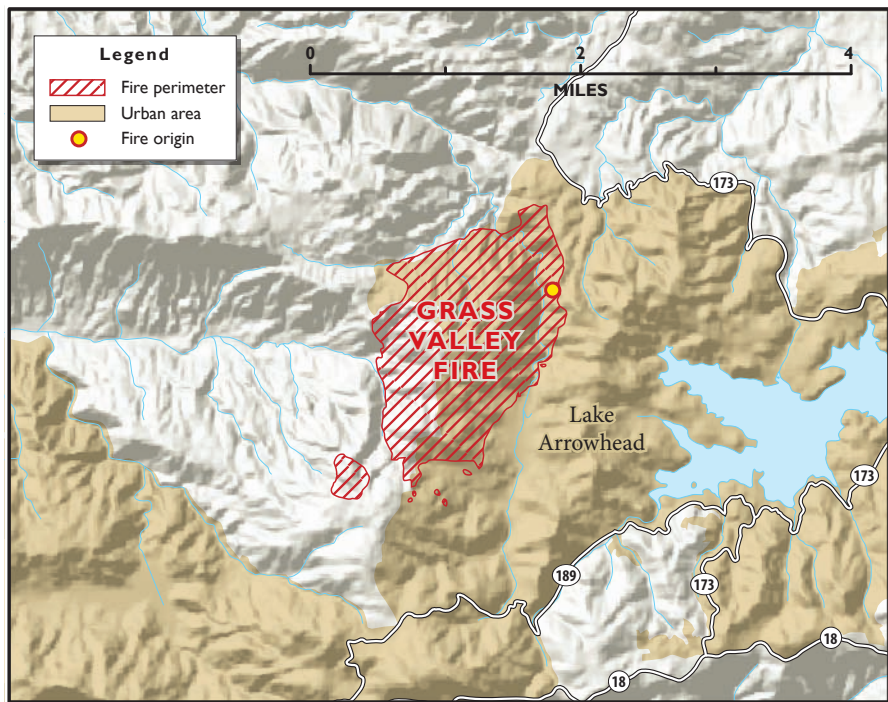 Legend
Fire perimeter
Urban area
Fire origin
0 2 4
MILES
173
GRASS
VALLEY
FIRE
Lake
Arrowhead
173
189
173
18
18